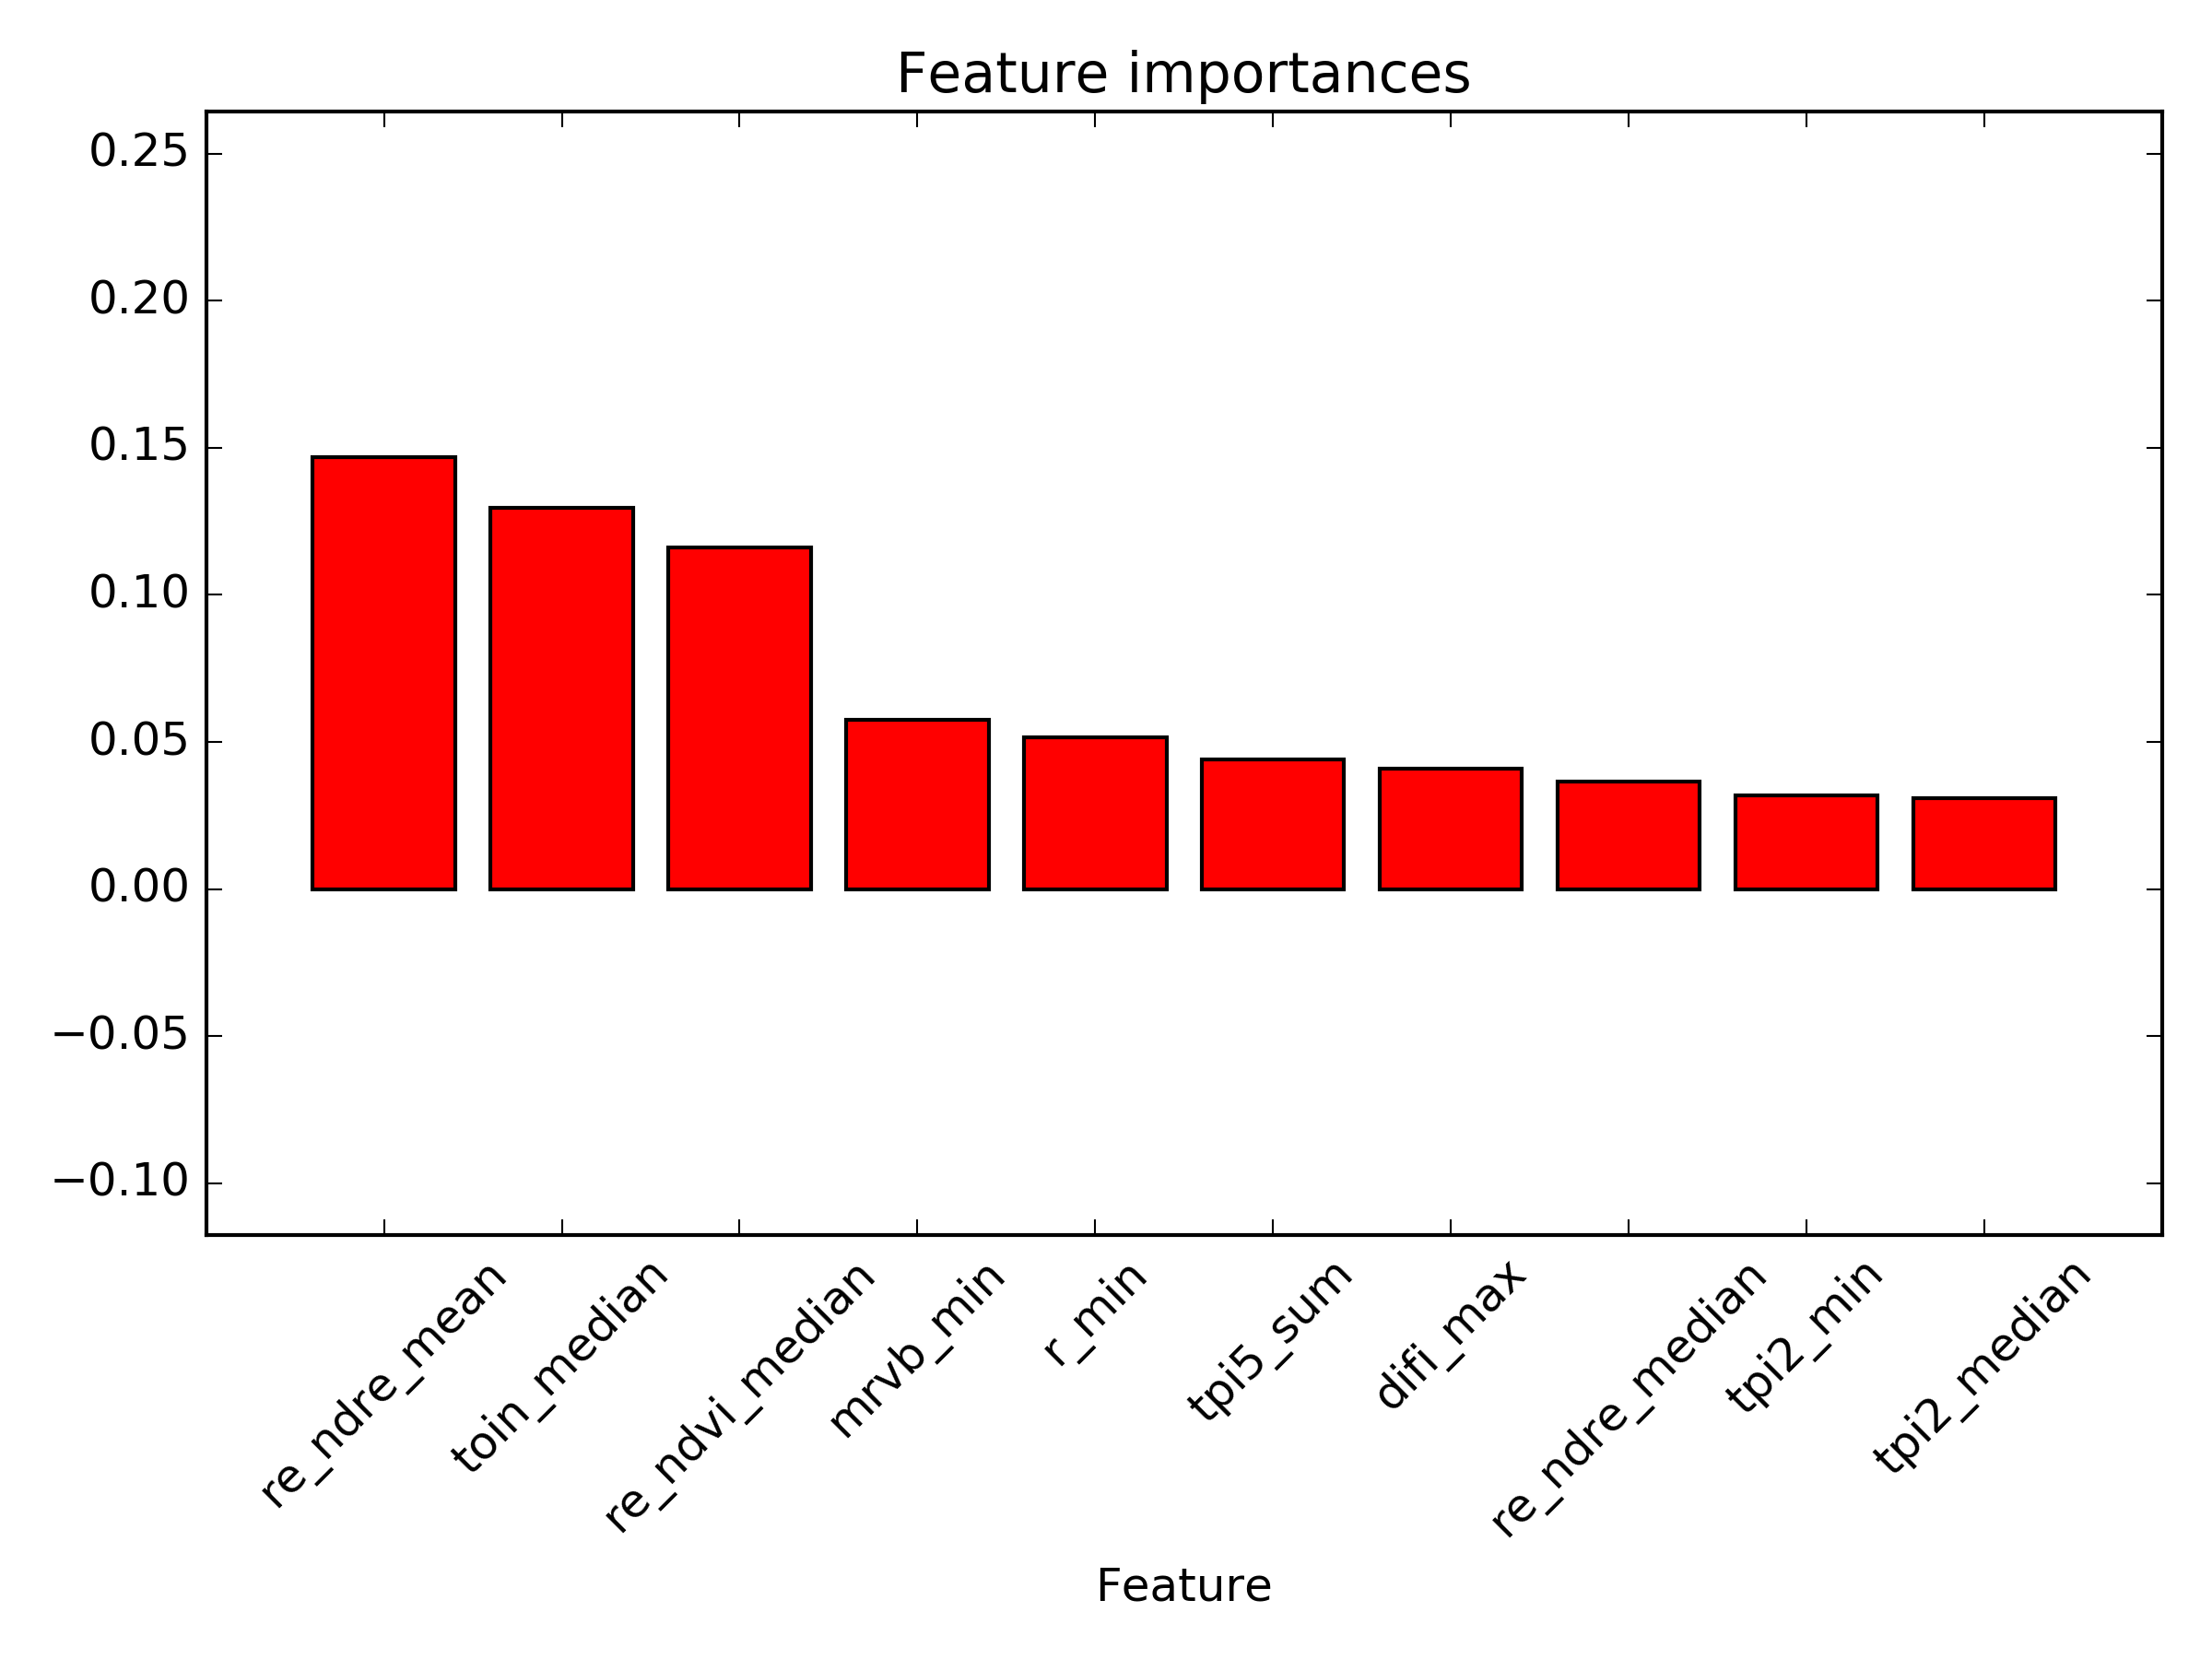 Feature importances
0.25
0.20
0.15
0.10
0.05
0.00
−0.05
−0.10
re_ndre_mean
toin_median
re_ndvi_median
mrvb_min
r_min
tpi5_sum
difi_max
re_ndre_median
tpi2_min
tpi2_median
Feature